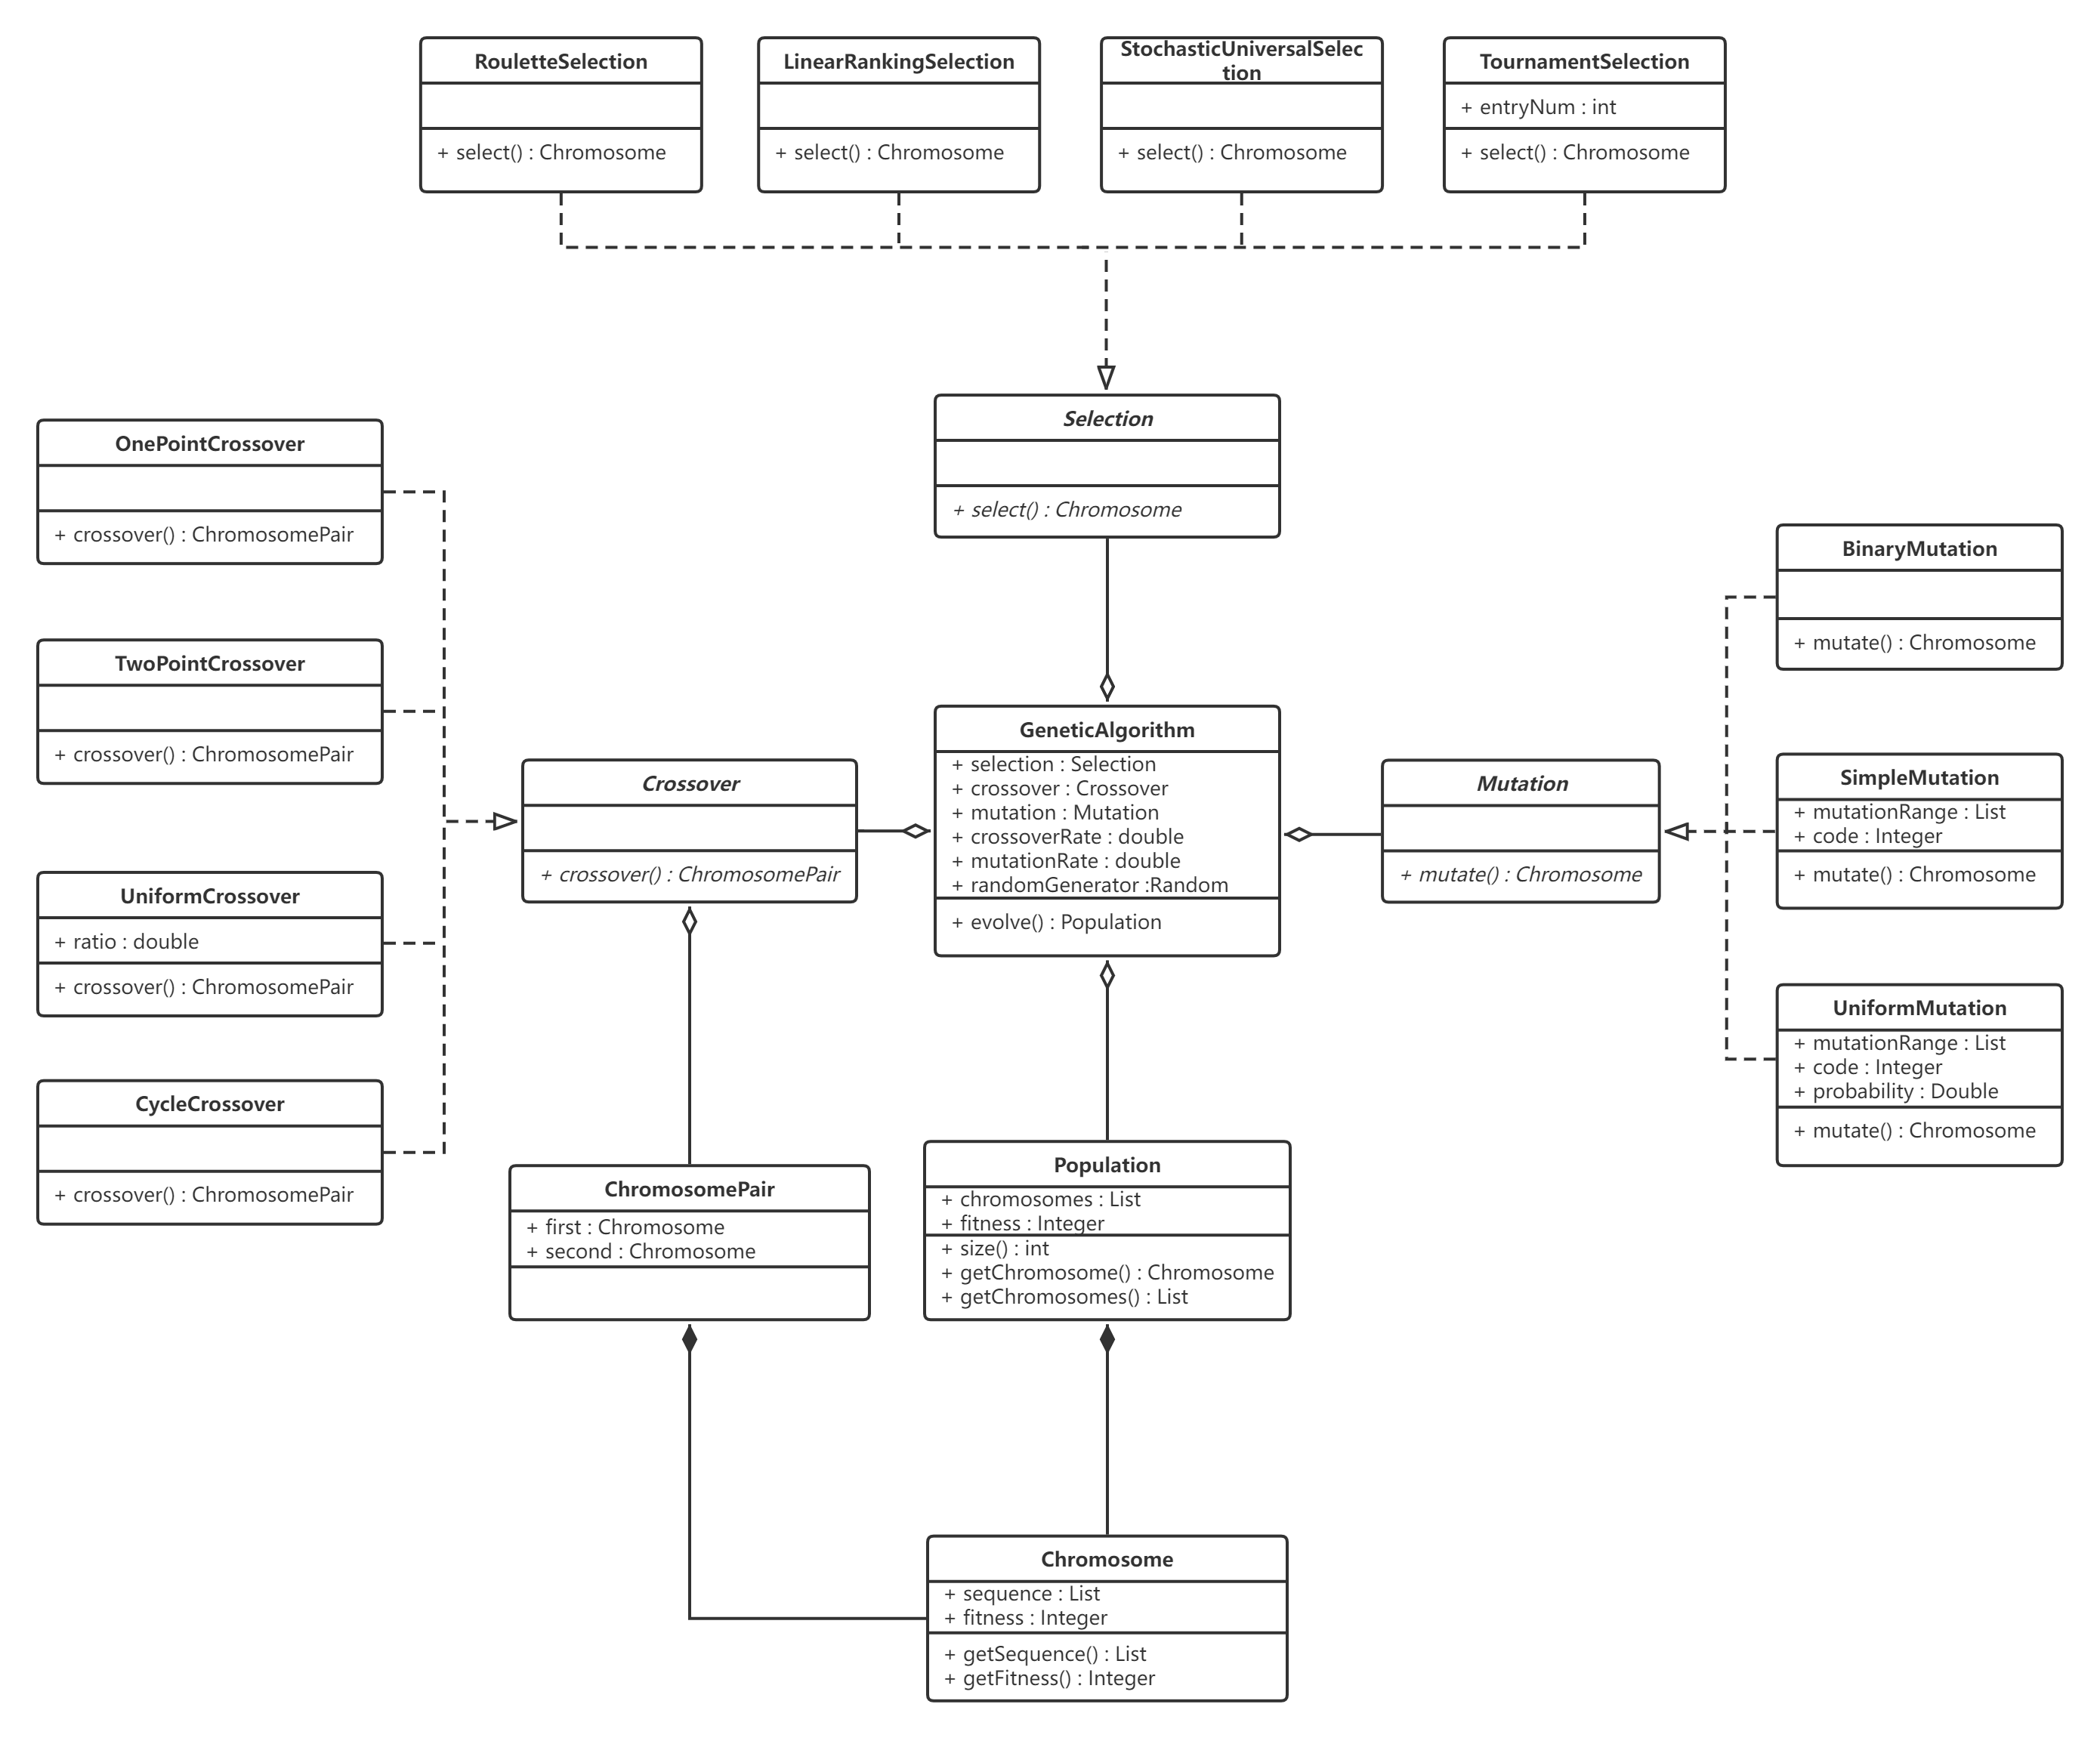 RouletteSelection
+ select() : Chromosome
LinearRankingSelection
+ select() : Chromosome
StochasticUniversalSelec
tion
+ select() : Chromosome
TournamentSelection
+ entryNum : int
+ select() : Chromosome
Selection
+ select() : Chromosome
OnePointCrossover
+ crossover() : ChromosomePair
TwoPointCrossover
+ crossover() : ChromosomePair
UniformCrossover
+ ratio : double
+ crossover() : ChromosomePair
CycleCrossover
+ crossover() : ChromosomePair
Crossover
+ crossover() : ChromosomePair
GeneticAlgorithm
+ selection : Selection
+ crossover : Crossover
+ mutation : Mutation
+ crossoverRate : double
+ mutationRate : double
+ randomGenerator :Random
+ evolve() : Population
Mutation
+ mutate() : Chromosome
BinaryMutation
+ mutate() : Chromosome
SimpleMutation
+ mutationRange : List
+ code : Integer
+ mutate() : Chromosome
UniformMutation
+ mutationRange : List
+ code : Integer
+ probability : Double
+ mutate() : Chromosome
ChromosomePair
+ first : Chromosome
+ second : Chromosome
Population
+ chromosomes : List
+ fitness : Integer
+ size() : int
+ getChromosome() : Chromosome
+ getChromosomes() : List
Chromosome
+ sequence : List
+ fitness : Integer
+ getSequence() : List
+ getFitness() : Integer